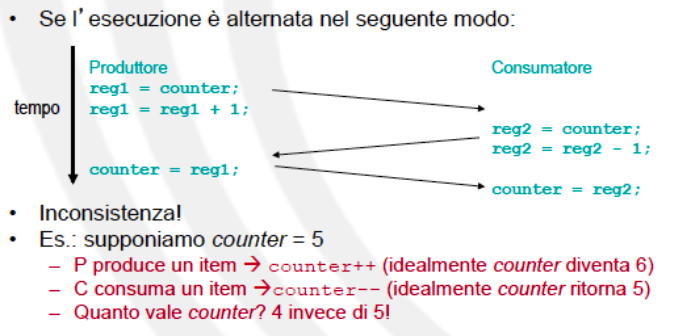 • Se l'esecuzione è alternata nel seguente modo:
Produttore
reg1 = counter;
reg1 = reg1 + 1;
counter = reg1;
tempo
Consumatore
reg2 = counter;
reg2 = reg2 - 1;
counter = reg2;
• Inconsistenza!
• Es.: supponiamo counter = 5
– P produce un item → counter++ (idealmente counter diventa 6)
– C consuma un item →counter-- (idealmente counter ritorna 5)
– Quanto vale counter? 4 invece di 5!